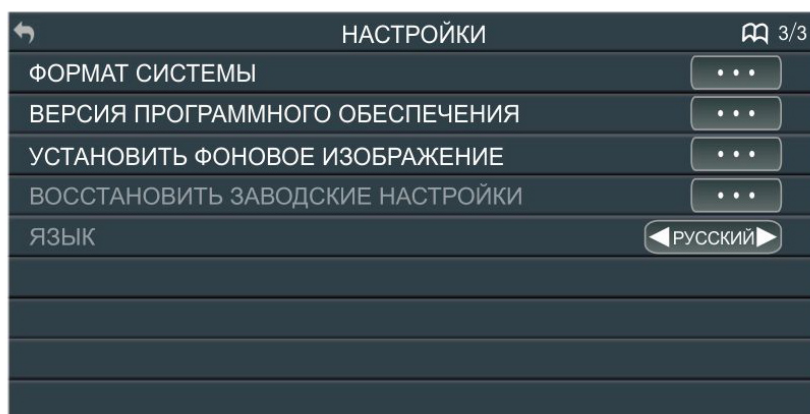 НАСТРОЙКИ 3/3
ФОРМАТ СИСТЕМЫ
ВЕРСИЯ ПРОГРАММНОГО ОБЕСПЕЧЕНИЯ
УСТАНОВИТЬ ФОНОВОЕ ИЗОБРАЖЕНИЕ
ВОССТАНОВИТЬ ЗАВОДСКИЕ НАСТРОЙКИ
ЯЗЫК РУССКИЙ